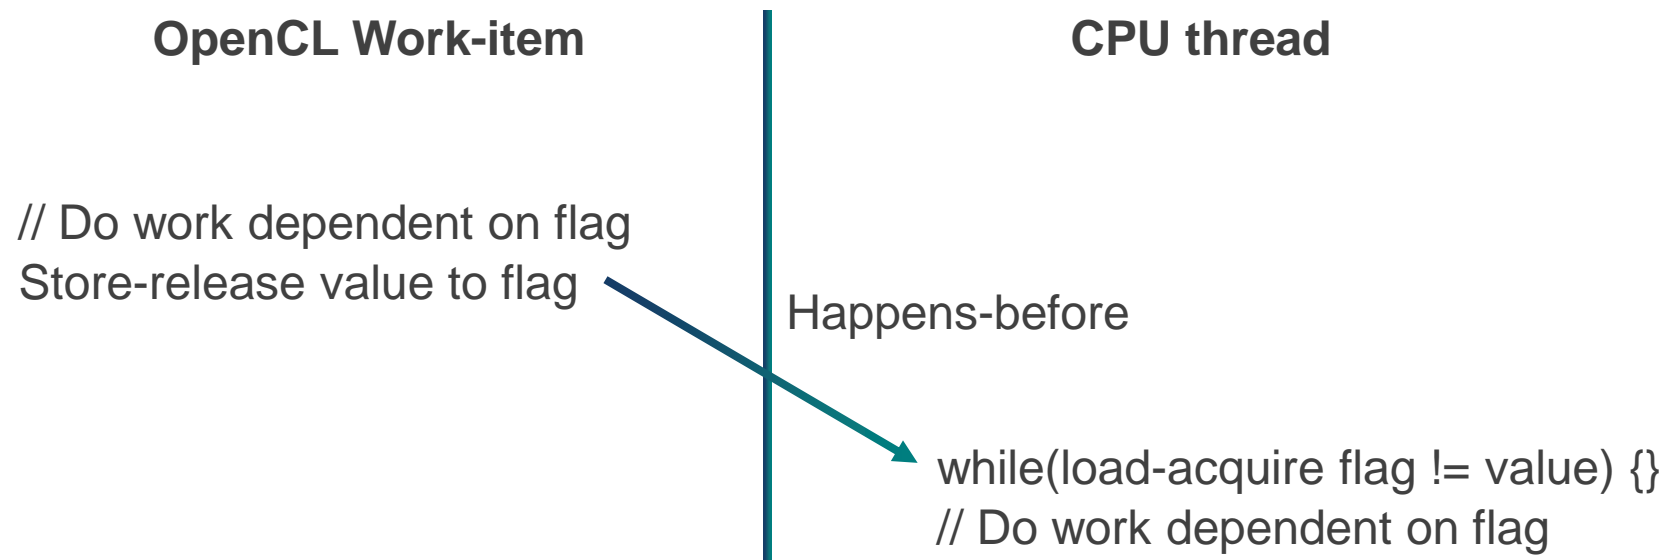 OpenCL Work-item
CPU thread
// Do work dependent on flag
Store-release value to flag
Happens-before
while(load-acquire flag != value) {}
// Do work dependent on flag